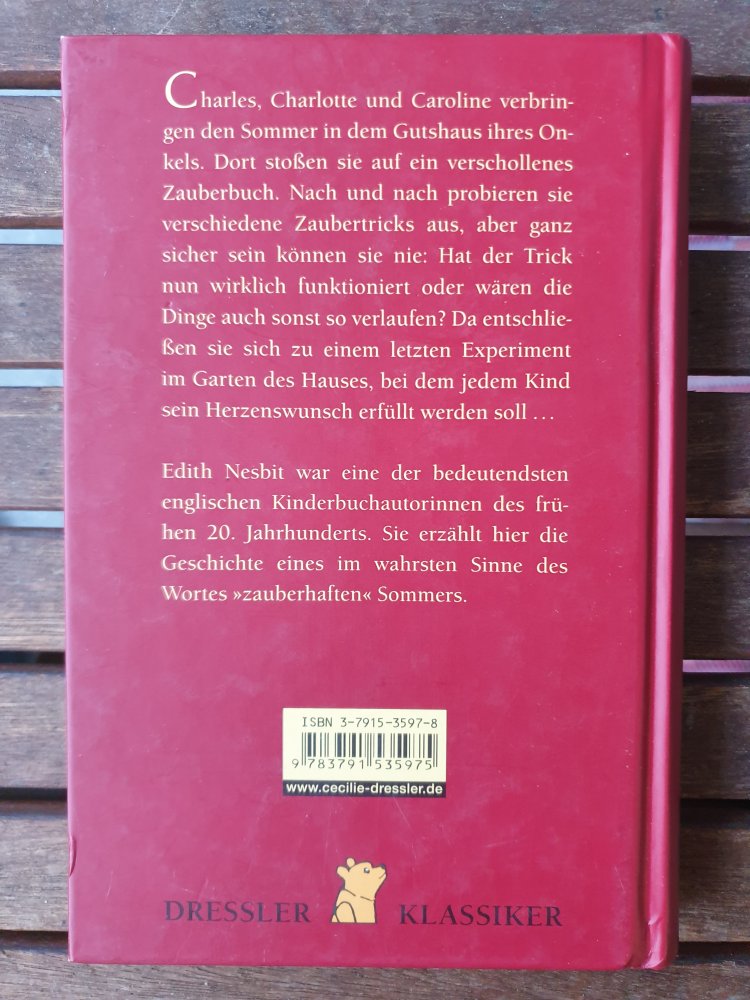 Charles, Charlotte und Caroline verbrin-
gen den Sommer in dem Gutshaus ihres On-
kels. Dort stoßen sie auf ein verschollenes
Zauberbuch. Nach und nach probieren sie
verschiedene Zaubertricks aus, aber ganz
sicher sein können sie nie: Hat der Trick
nun wirklich funktioniert oder wären die
Dinge auch sonst so verlaufen? Da entschlie-
ßen sie sich zu einem letzten Experiment
im Garten des Hauses, bei dem jedem Kind
sein Herzenswunsch erfüllt werden soll …
Edith Nesbit war eine der bedeutendsten
englischen Kinderbuchautorinnen des frü-
hen 20. Jahrhunderts. Sie erzählt hier die
Geschichte eines im wahrsten Sinne des
Wortes »zauberhaften« Sommers.
ISBN 3-7915-3597-8
9 783791 535975
www.cecilie-dressler.de
DRESSLER KLASSIKER